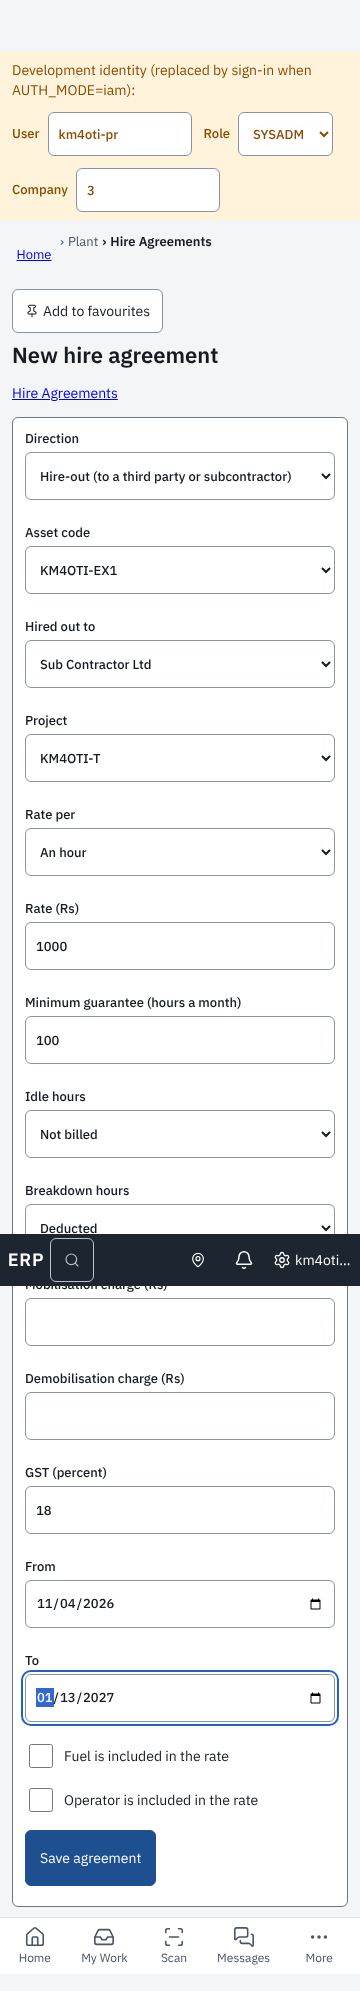 Development identity (replaced by sign-in when
AUTH_MODE=iam):
User km4oti-pr Role SYSADM
Company 3
Home › Plant › Hire Agreements
Add to favourites
New hire agreement
Hire Agreements
Direction
Hire-out (to a third party or subcontractor)
Asset code
KM4OTI-EX1
Hired out to
Sub Contractor Ltd
Project
KM4OTI-T
Rate per
An hour
Rate (Rs)
1000
Minimum guarantee (hours a month)
100
Idle hours
Not billed
Breakdown hours
Deducted
ERP km4oti...
Mobilisation charge (Rs)
Demobilisation charge (Rs)
GST (percent)
18
From
11/04/2026
To
01/13/2027
Fuel is included in the rate
Operator is included in the rate
Save agreement
Home My Work Scan Messages More